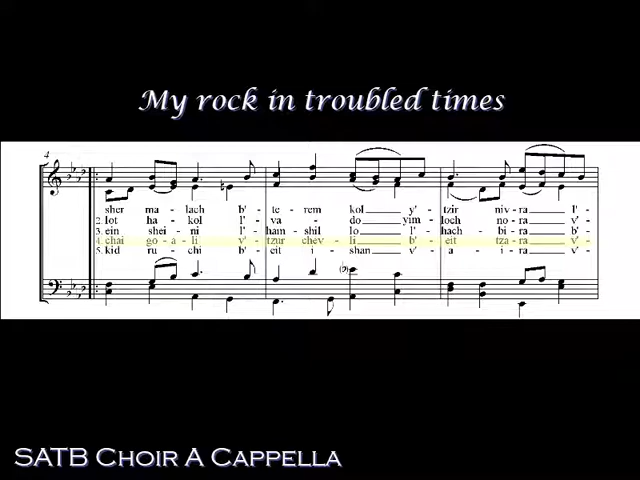 My rock in troubled times
4
sher ma - lach b' - te - rem kol y' - tzir niv - ra l' -
2. lot ha - kol l' - va - do yim - loch no - ra v' -
3. ein shei - ni l' - ham - shil lo l' - hach - bi - ra b' -
4. chai go - a - li v' - tzur chev - li b' - eit tza - ra v' -
5. kid ru - chi b' - eit i - shan v' - a - i - ra v' -
SATB Choir A Cappella